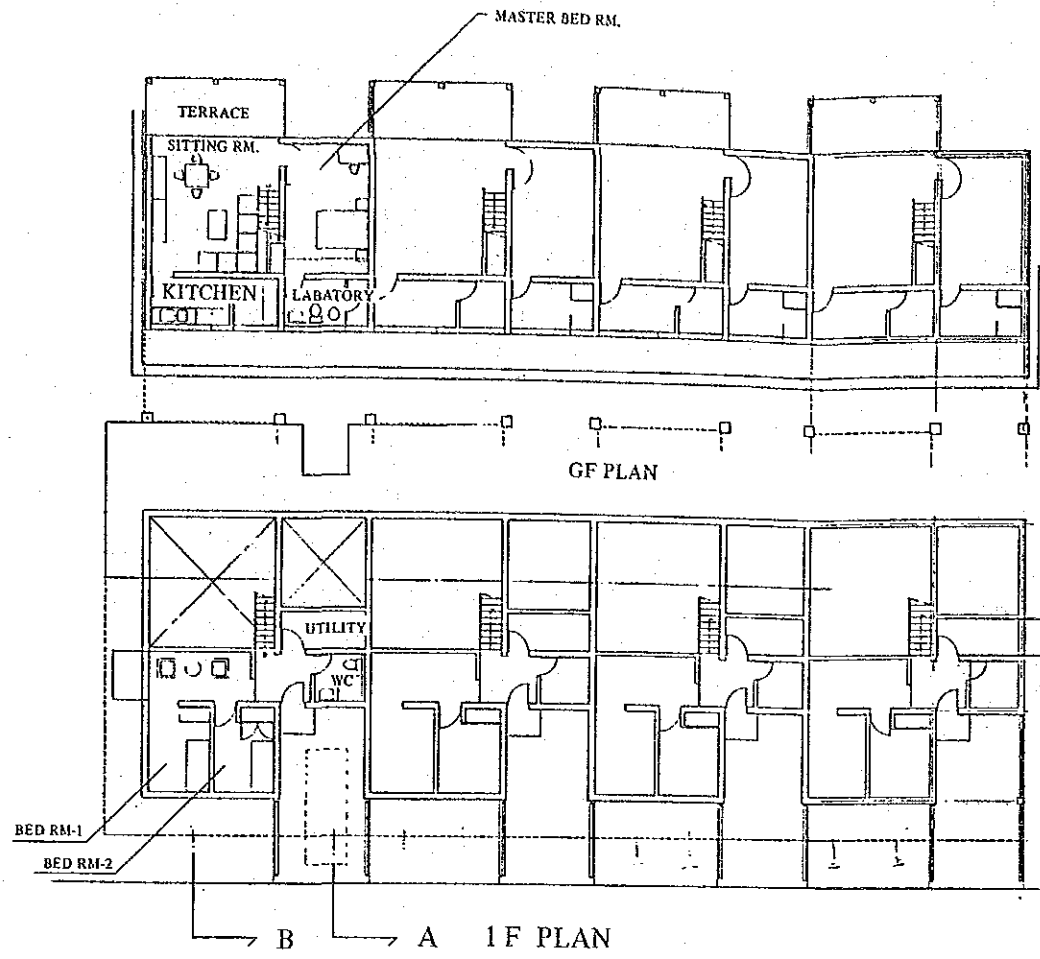 MASTER BED RM.
TERRACE
SITTING RM.
KITCHEN
LABATORY
GF PLAN
UTILITY
WC
BED RM-1
BED RM-2
B
A
1F PLAN